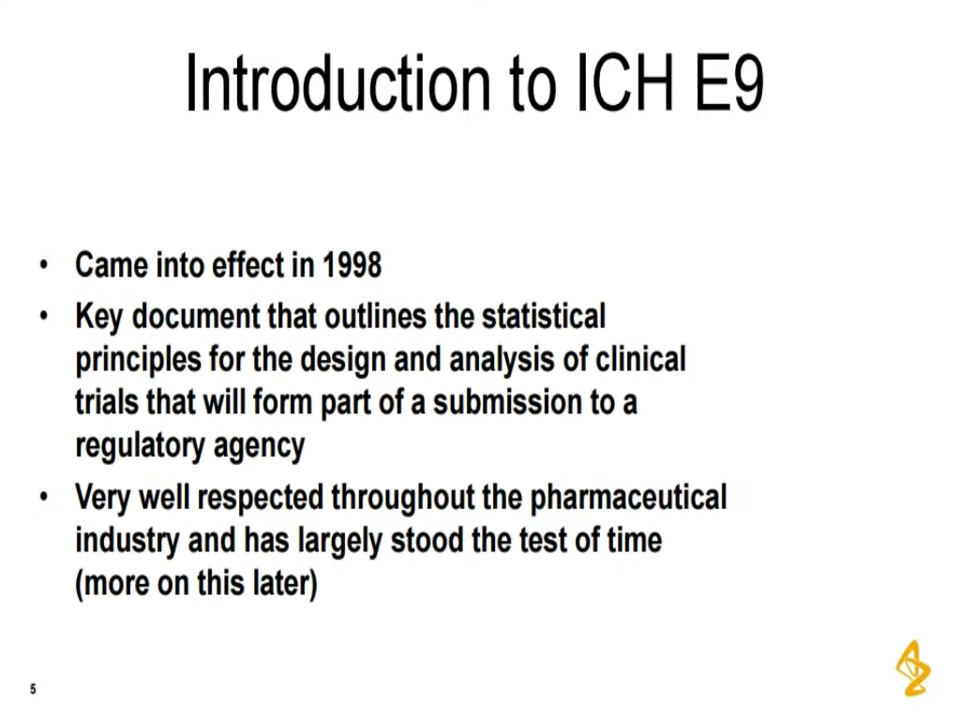 Introduction to ICH E9
• Came into effect in 1998
• Key document that outlines the statistical
principles for the design and analysis of clinical
trials that will form part of a submission to a
regulatory agency
• Very well respected throughout the pharmaceutical
industry and has largely stood the test of time
(more on this later)
5